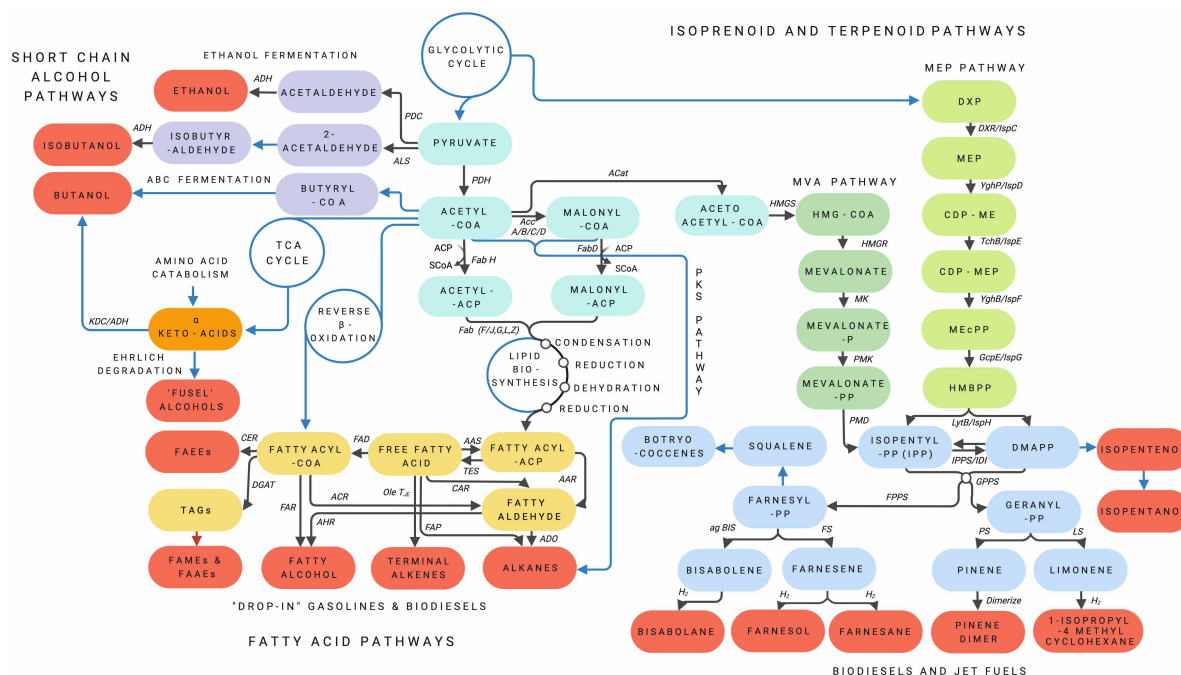 ISOPRENOID AND TERPENOID PATHWAYS
SHORT CHAIN
ALCOHOL
PATHWAYS
ETHANOL FERMENTATION
GLYCOLYTIC
CYCLE
MEP PATHWAY
ETHANOL
ADH
ACETALDEHYDE
PDC
DXP
DXR/IspC
ISOBUTANOL
ADH
ISOBUTYR
-ALDEHYDE
2-
ACETALDEHYDE
ALS
PYRUVATE
PDH
MEP
YghP/IspD
ABC FERMENTATION
BUTANOL
BUTYRYL
-COA
ACETYL
-COA
Acc
A/B/C/D
MALONYL
-COA
ACat
ACETO
ACETYL-COA
HMGS
MVA PATHWAY
HMG-COA
HMGR
CDP-ME
TchB/IspE
TCA
CYCLE
ACP
SCoA
Fab H
FabD
ACP
SCoA
MEVALONATE
MK
CDP-MEP
YghB/IspF
AMINO ACID
CATABOLISM
REVERSE
β-
OXIDATION
ACETYL-
-ACP
MALONYL
-ACP
PKS PATHWAY
KDC/ADH
α
KETO-ACIDS
Fab (F/J,G,L,Z)
MEVALONATE
-P
PMK
MEcPP
GcpE/IspG
EHRLICH
DEGRADATION
LIPID
BIO-
SYNTHESIS
CONDENSATION
REDUCTION
DEHYDRATION
REDUCTION
MEVALONATE
-PP
PMD
HMBPP
LytB/IspH
'FUSEL'
ALCOHOLS
FAEEs
CER
FATTY ACYL
-COA
FAD
FREE FATTY
ACID
AAS
TES
FATTY ACYL
-ACP
BOTRYO
-COCCENES
SQUALENE
ISOPENTYL
-PP (IPP)
IPPS/IDI
DMAPP
ISOPENTENO
DGAT
CAR
AAR
GPPS
TAGs
FAR
ACR
AHR
Ole TJE
FAP
FATTY
ALDEHYDE
ADO
FARNESYL
-PP
FPPS
GERANYL
-PP
ISOPENTANO
ag BIS
FS
PS
LS
FAMEs &
FAAEs
FATTY
ALCOHOL
TERMINAL
ALKENES
ALKANES
BISABOLENE
FARNESENE
PINENE
LIMONENE
H₂
H₂
H₂
Dimerize
H₂
"DROP-IN" GASOLINES & BIODIESELS
FATTY ACID PATHWAYS
BISABOLANE
FARNESOL
FARNESANE
PINENE
DIMER
1-ISOPROPYL
-4 METHYL
CYCLOHEXANE
BIODIESELS AND JET FUELS